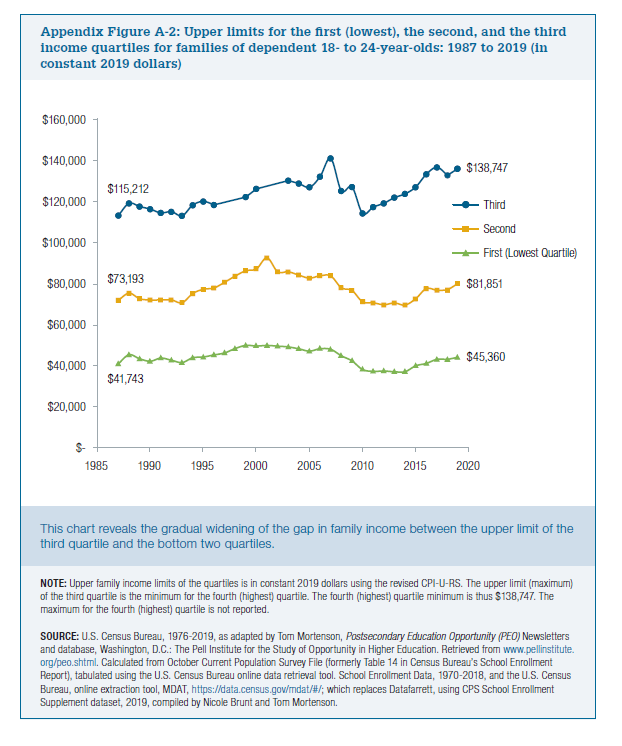 Appendix Figure A-2: Upper limits for the first (lowest), the second, and the third
income quartiles for families of dependent 18- to 24-year-olds: 1987 to 2019 (in
constant 2019 dollars)
$160,000
$140,000
$120,000
$100,000
$80,000
$60,000
$40,000
$20,000
$-
1985 1990 1995 2000 2005 2010 2015 2020
$115,212
$138,747
$73,193
$81,851
$41,743
$45,360
Third
Second
First (Lowest Quartile)
This chart reveals the gradual widening of the gap in family income between the upper limit of the
third quartile and the bottom two quartiles.
NOTE: Upper family income limits of the quartiles is in constant 2019 dollars using the revised CPI-U-RS. The upper limit (maximum)
of the third quartile is the minimum for the fourth (highest) quartile. The fourth (highest) quartile minimum is thus $138,747. The
maximum for the fourth (highest) quartile is not reported.
SOURCE: U.S. Census Bureau, 1976-2019, as adapted by Tom Mortenson, Postsecondary Education Opportunity (PEO) Newsletters
and database, Washington, D.C.: The Pell Institute for the Study of Opportunity in Higher Education. Retrieved from www.pellinstitute.
org/peo.shtml. Calculated from October Current Population Survey File (formerly Table 14 in Census Bureau's School Enrollment
Report), tabulated using the U.S. Census Bureau online data retrieval tool. School Enrollment Data, 1970-2018, and the U.S. Census
Bureau, online extraction tool, MDAT, https://data.census.gov/mdat/#/; which replaces Datafarrett, using CPS School Enrollment
Supplement dataset, 2019, compiled by Nicole Brunt and Tom Mortenson.